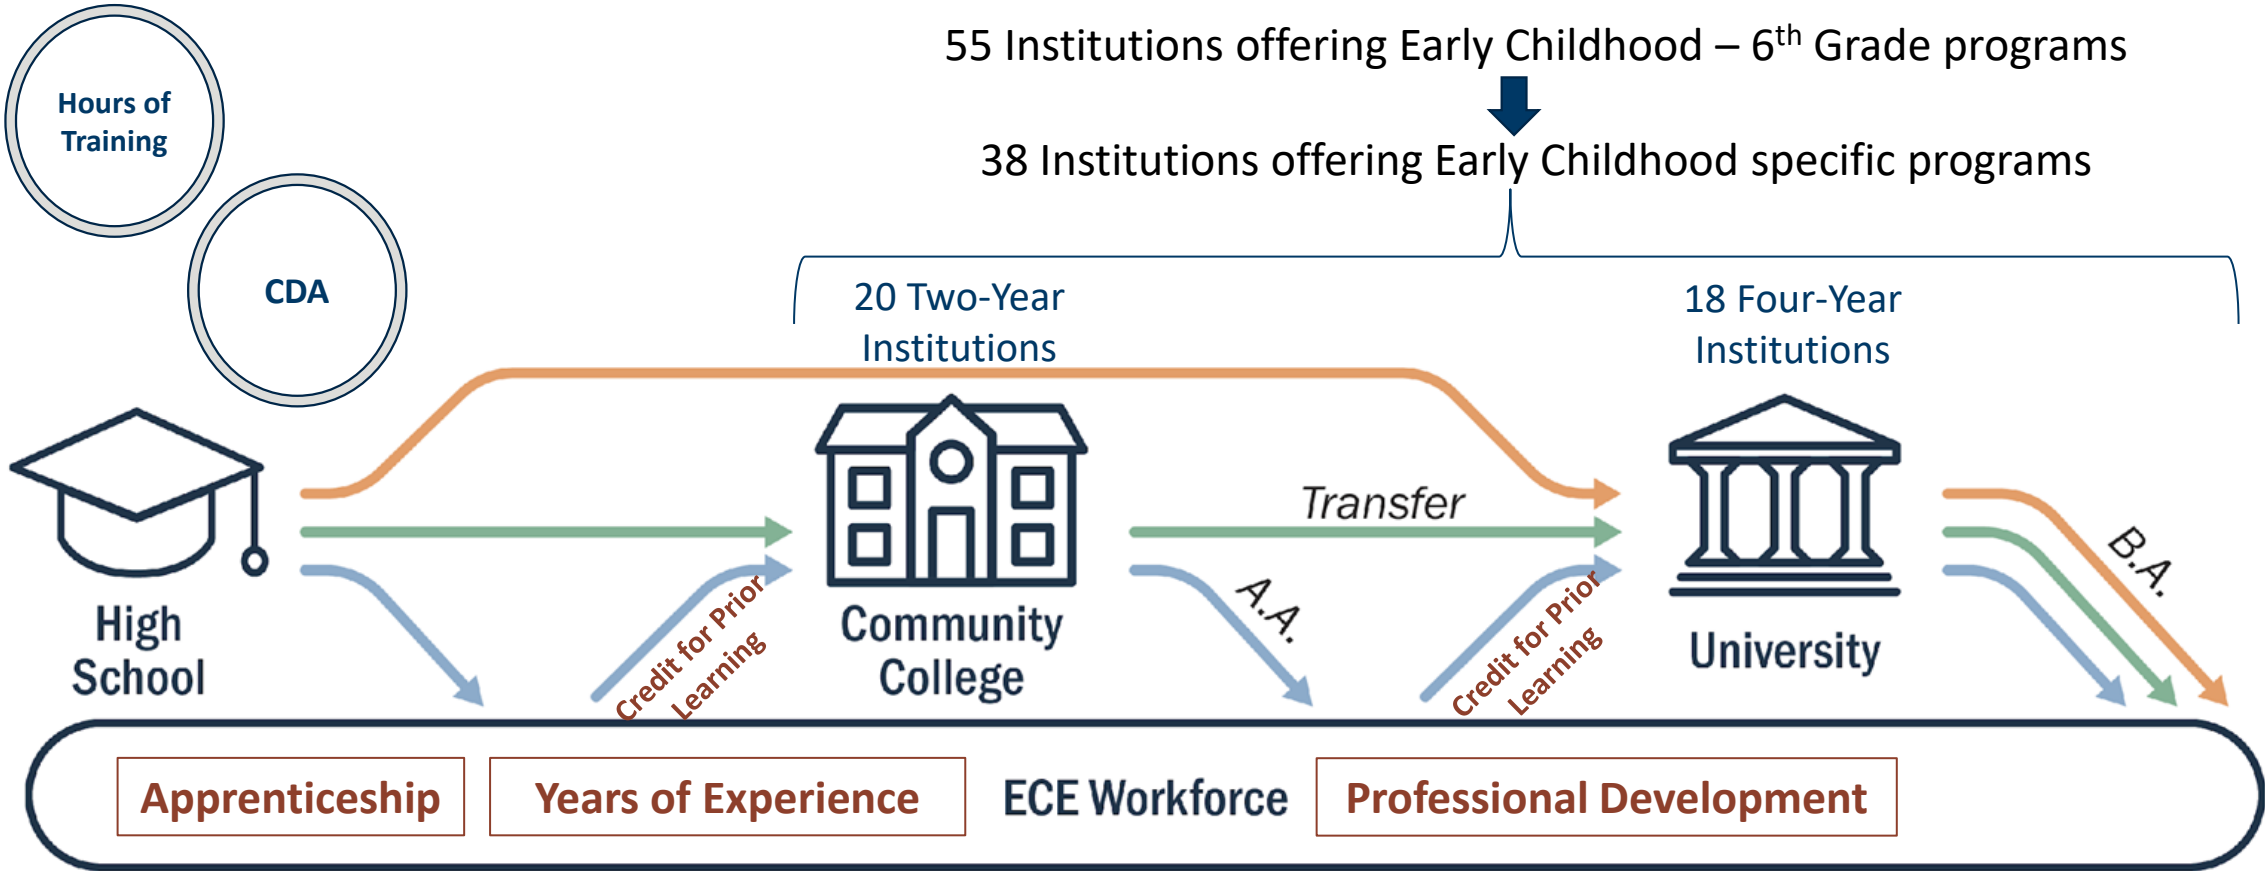 55 Institutions offering Early Childhood – 6th Grade programs
38 Institutions offering Early Childhood specific programs
Hours of
Training
CDA
20 Two-Year
Institutions
18 Four-Year
Institutions
High
School
Credit for Prior
Learning
Community
College
Transfer
A.A.
Credit for Prior
Learning
University
B.A.
Apprenticeship
Years of Experience
ECE Workforce
Professional Development